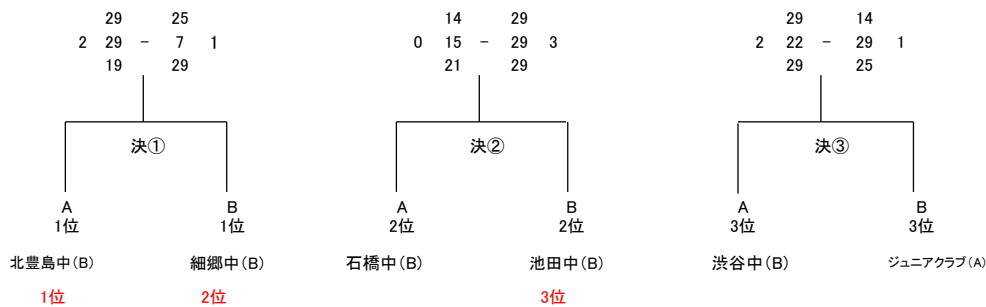 29 25
2 29 − 7 1
19 29
決①
A B
1位 1位
北豊島中(B) 細郷中(B)
1位 2位
14 29
0 15 − 29 3
21 29
決②
A B
2位 2位
石橋中(B) 池田中(B)
3位
29 14
2 22 − 29 1
29 25
決③
A B
3位 3位
渋谷中(B) ジュニアクラブ(A)